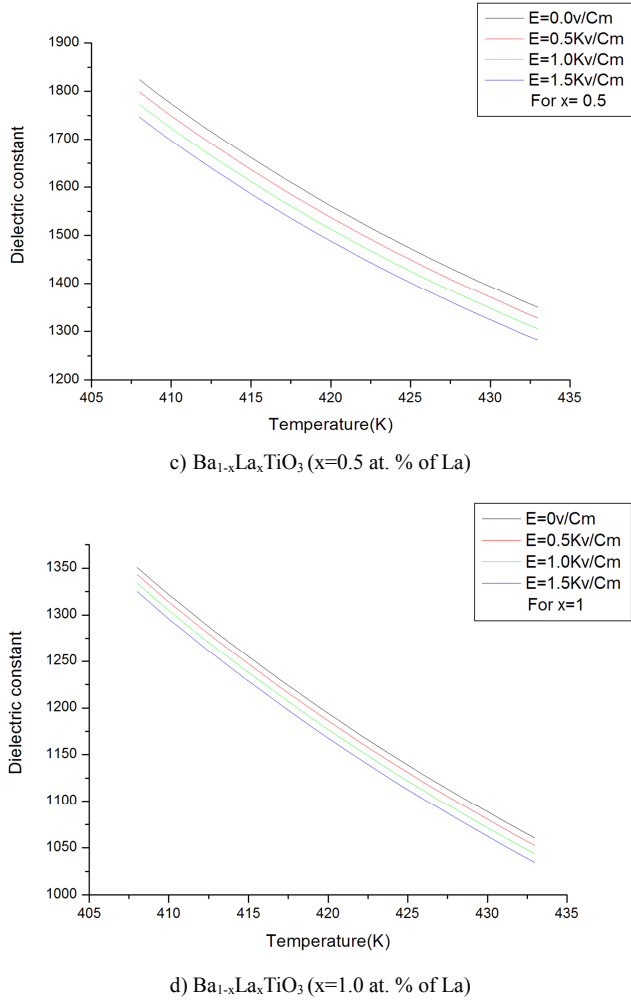 E=0.0v/Cm
E=0.5Kv/Cm
E=1.0Kv/Cm
E=1.5Kv/Cm
For x= 0.5
1900
1800
1700
1600
1500
1400
1300
1200
Dielectric constant
405 410 415 420 425 430 435
Temperature(K)
c) Ba1-xLaxTiO3 (x=0.5 at. % of La)
E=0v/Cm
E=0.5Kv/Cm
E=1.0Kv/Cm
E=1.5Kv/Cm
For x=1
1350
1300
1250
1200
1150
1100
1050
1000
Dielectric constant
405 410 415 420 425 430 435
Temperature(K)
d) Ba1-xLaxTiO3 (x=1.0 at. % of La)